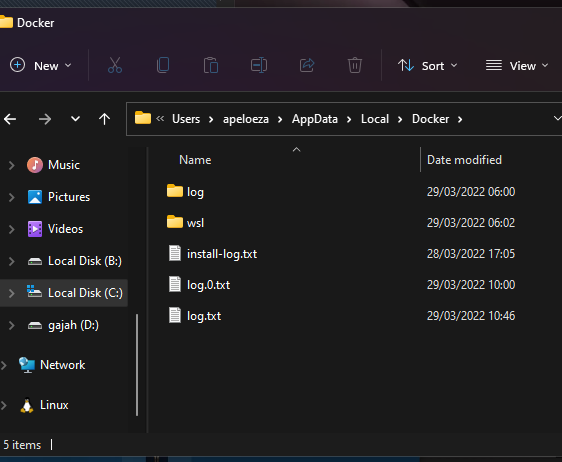 Docker
New
Sort
View
« Users > apeloeza > AppData > Local > Docker >
Name
Date modified
Music
Pictures
Videos
Local Disk (B:)
Local Disk (C:)
gajah (D:)
Network
Linux
log 29/03/2022 06:00
wsl 29/03/2022 06:02
install-log.txt 28/03/2022 17:05
log.0.txt 29/03/2022 10:00
log.txt 29/03/2022 10:46
5 items